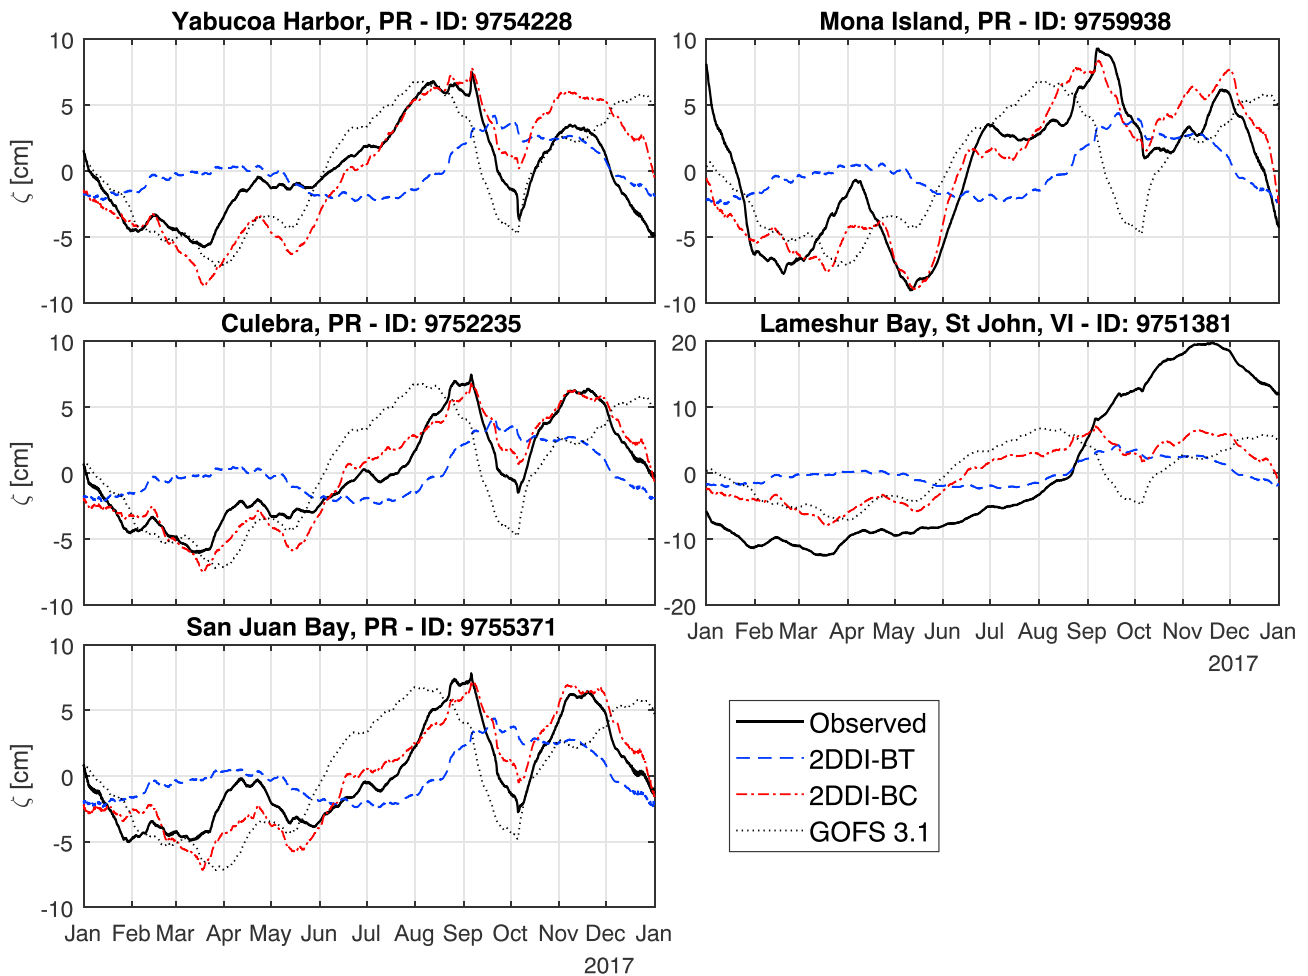 Yabucoa Harbor, PR - ID: 9754228
10
5
0
-5
-10
ζ [cm]
Mona Island, PR - ID: 9759938
10
5
0
-5
-10
Culebra, PR - ID: 9752235
10
5
0
-5
-10
ζ [cm]
Lameshur Bay, St John, VI - ID: 9751381
20
10
0
-10
-20
Jan Feb Mar Apr May Jun Jul Aug Sep Oct Nov Dec Jan
2017
San Juan Bay, PR - ID: 9755371
10
5
0
-5
-10
ζ [cm]
Jan Feb Mar Apr May Jun Jul Aug Sep Oct Nov Dec Jan
2017
Observed
2DDI-BT
2DDI-BC
GOFS 3.1